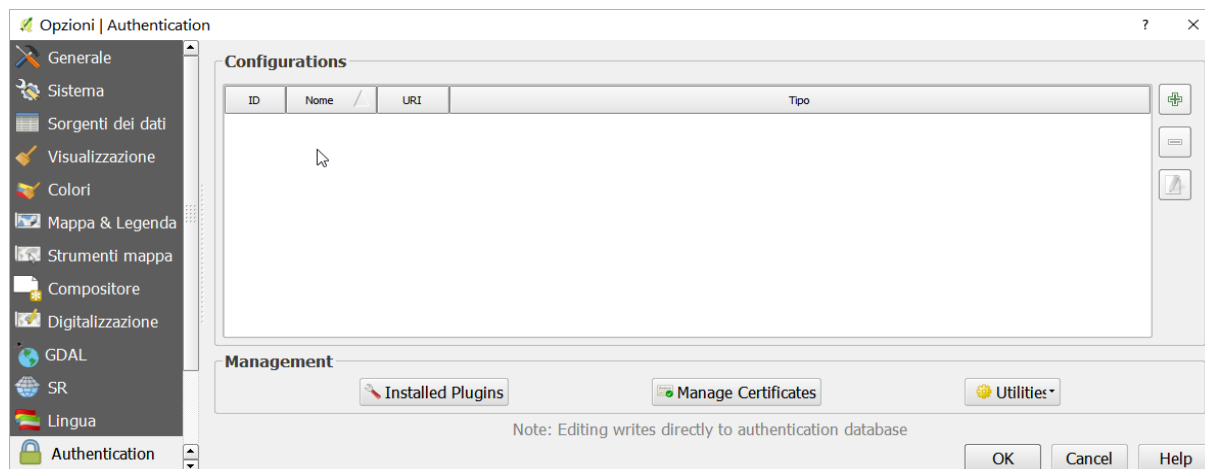 Opzioni | Authentication
?
Generale
Sistema
Sorgenti dei dati
Visualizzazione
Colori
Mappa & Legenda
Strumenti mappa
Compositore
Digitalizzazione
GDAL
SR
Lingua
Authentication
Configurations
ID Nome URI Tipo
Management
Installed Plugins Manage Certificates Utilities
Note: Editing writes directly to authentication database
OK Cancel Help